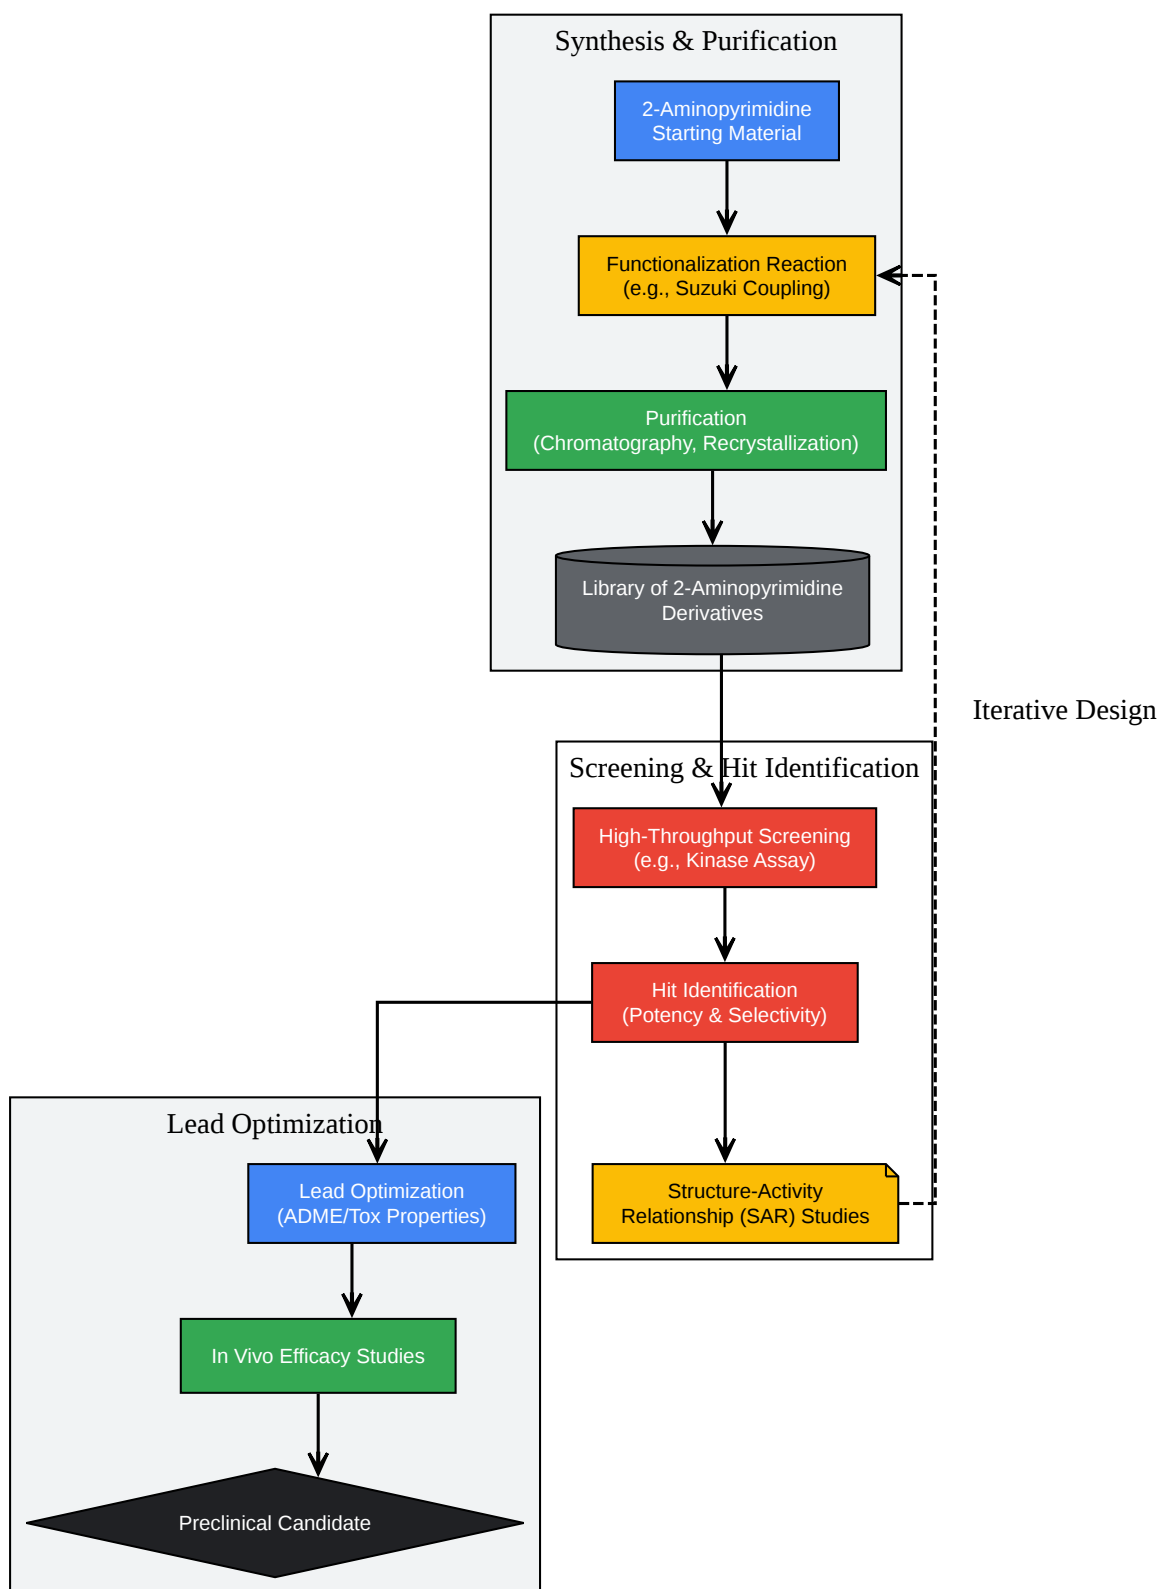 Synthesis & Purification
2-Aminopyrimidine
Starting Material
Functionalization Reaction
(e.g., Suzuki Coupling)
Purification
(Chromatography, Recrystallization)
Library of 2-Aminopyrimidine
Derivatives
Iterative Design
Screening & Hit Identification
High-Throughput Screening
(e.g., Kinase Assay)
Hit Identification
(Potency & Selectivity)
Lead Optimization
Lead Optimization
(ADME/Tox Properties)
Structure-Activity
Relationship (SAR) Studies
In Vivo Efficacy Studies
Preclinical Candidate